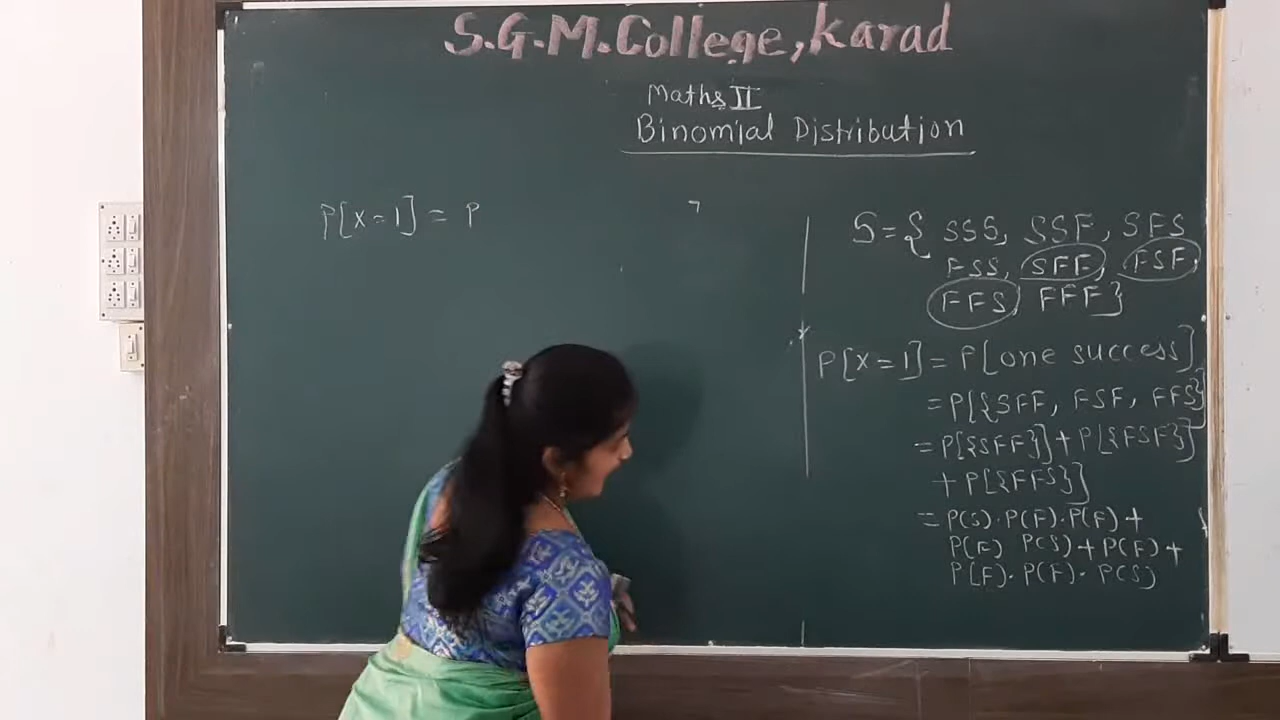 S.G.M. College, Karad
Maths II
Binomial Distribution
P[X=1] = P
S={ SSS, SSF, SFS
FSS, SFF, FSF,
FFS, FFF}
P[X=1]=P[one success]
=P[{SFF, FSF, FFS}
=P[{SFF}]+P[{FSF}]
+P[{FFS}]
=P(S).P(F).P(F)+
P(F) P(S)+P(F)+
P(F).P(F).P(S)